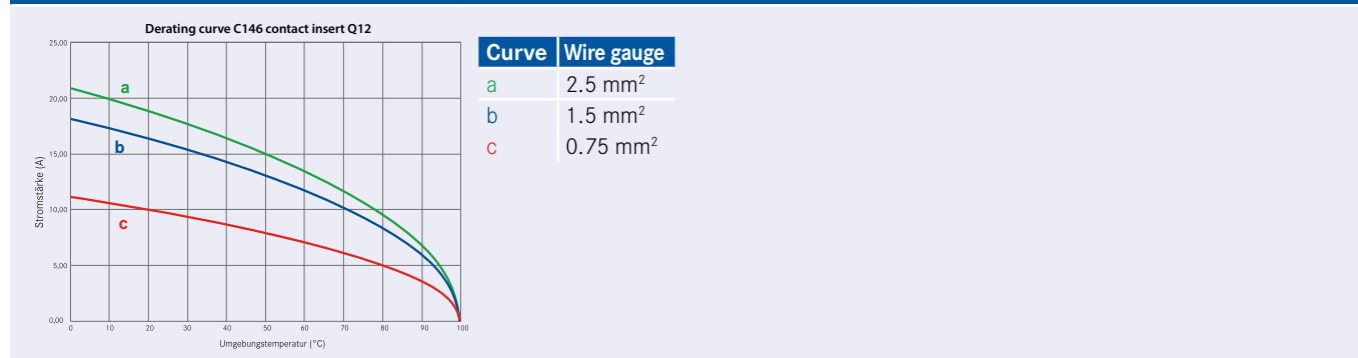 Derating curve C146 contact insert Q12
25,00
20,00
15,00
10,00
5,00
0,00
Stromstärke (A)
a
b
c
0 10 20 30 40 50 60 70 80 90 100
Umgebungstemperatur (°C)
Curve Wire gauge
a 2.5 mm²
b 1.5 mm²
c 0.75 mm²